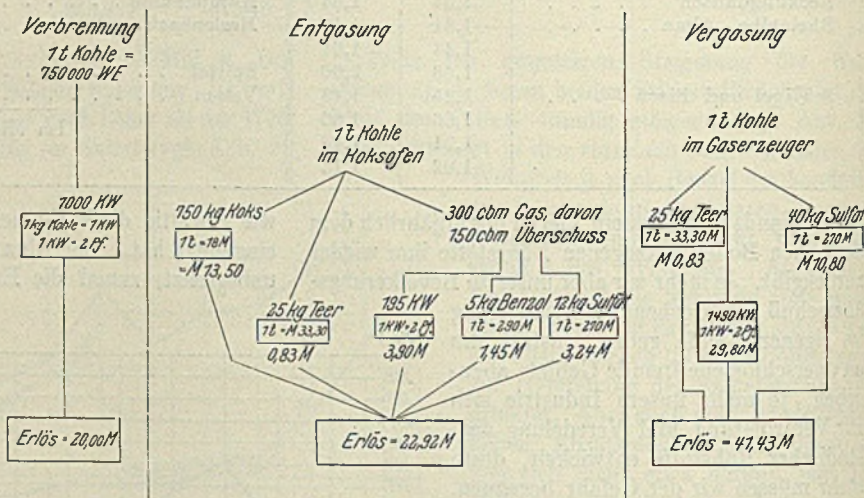 Verbrennung
1 t Kohle =
750000 WE
1000 KW
1 kg Kohle = 1 KW
1 KW = 2 Pf.
Erlös = 20,00 M
Entgasung
1 t Kohle
im Koksofen
750 kg Koks
1 t = 18 M
= M 13,50
25 kg Teer
1 t = M 33,30
0,83 M
300 cbm Gas, davon
150 cbm Überschuss
195 KW
1 KW = 2 Pf.
3,90 M
5 kg Benzol
1 t = 290 M
1,45 M
12 kg Sulfat
1 t = 270 M
3,24 M
Erlös = 22,92 M
Vergasung
1 t Kohle
im Gaserzeuger
25 kg Teer
1 t = 33,30 M
M 0,83
40 kg Sulfat
1 t = 270 M
M 10,80
1490 KW
1 KW = 2 Pf.
29,80 M
Erlös = 41,43 M